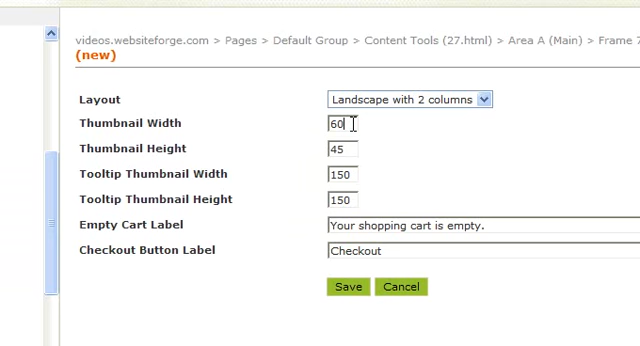 videos.websiteforge.com > Pages > Default Group > Content Tools (27.html) > Area A (Main) > Frame 7
(new)
Layout Landscape with 2 columns
Thumbnail Width 60
Thumbnail Height 45
Tooltip Thumbnail Width 150
Tooltip Thumbnail Height 150
Empty Cart Label Your shopping cart is empty.
Checkout Button Label Checkout
Save Cancel